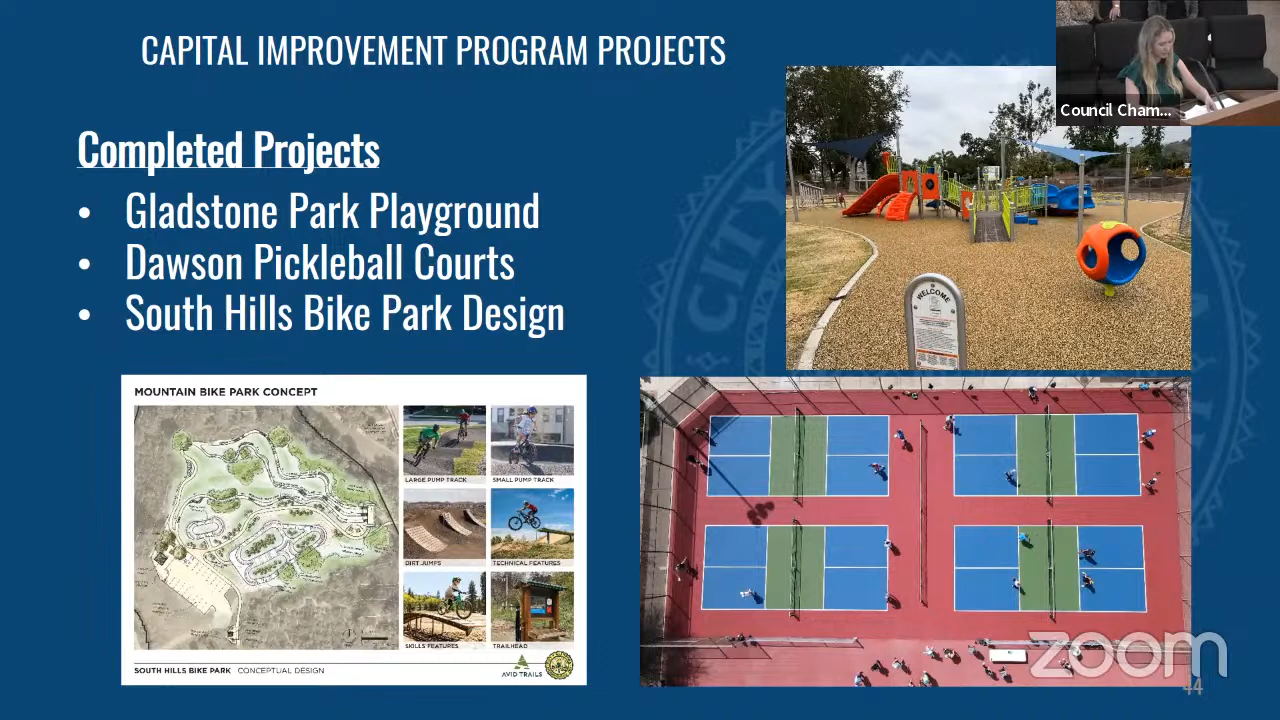 CAPITAL IMPROVEMENT PROGRAM PROJECTS
Council Cham...
Completed Projects
• Gladstone Park Playground
• Dawson Pickleball Courts
• South Hills Bike Park Design
WELCOME
CITY
MOUNTAIN BIKE PARK CONCEPT
LARGE PUMP TRACK
SMALL PUMP TRACK
DIRT JUMPS
TECHNICAL FEATURES
SKILLS FEATURES
TRAILHEAD
SOUTH HILLS BIKE PARK CONCEPTUAL DESIGN
AVID TRAILS
zoom
44